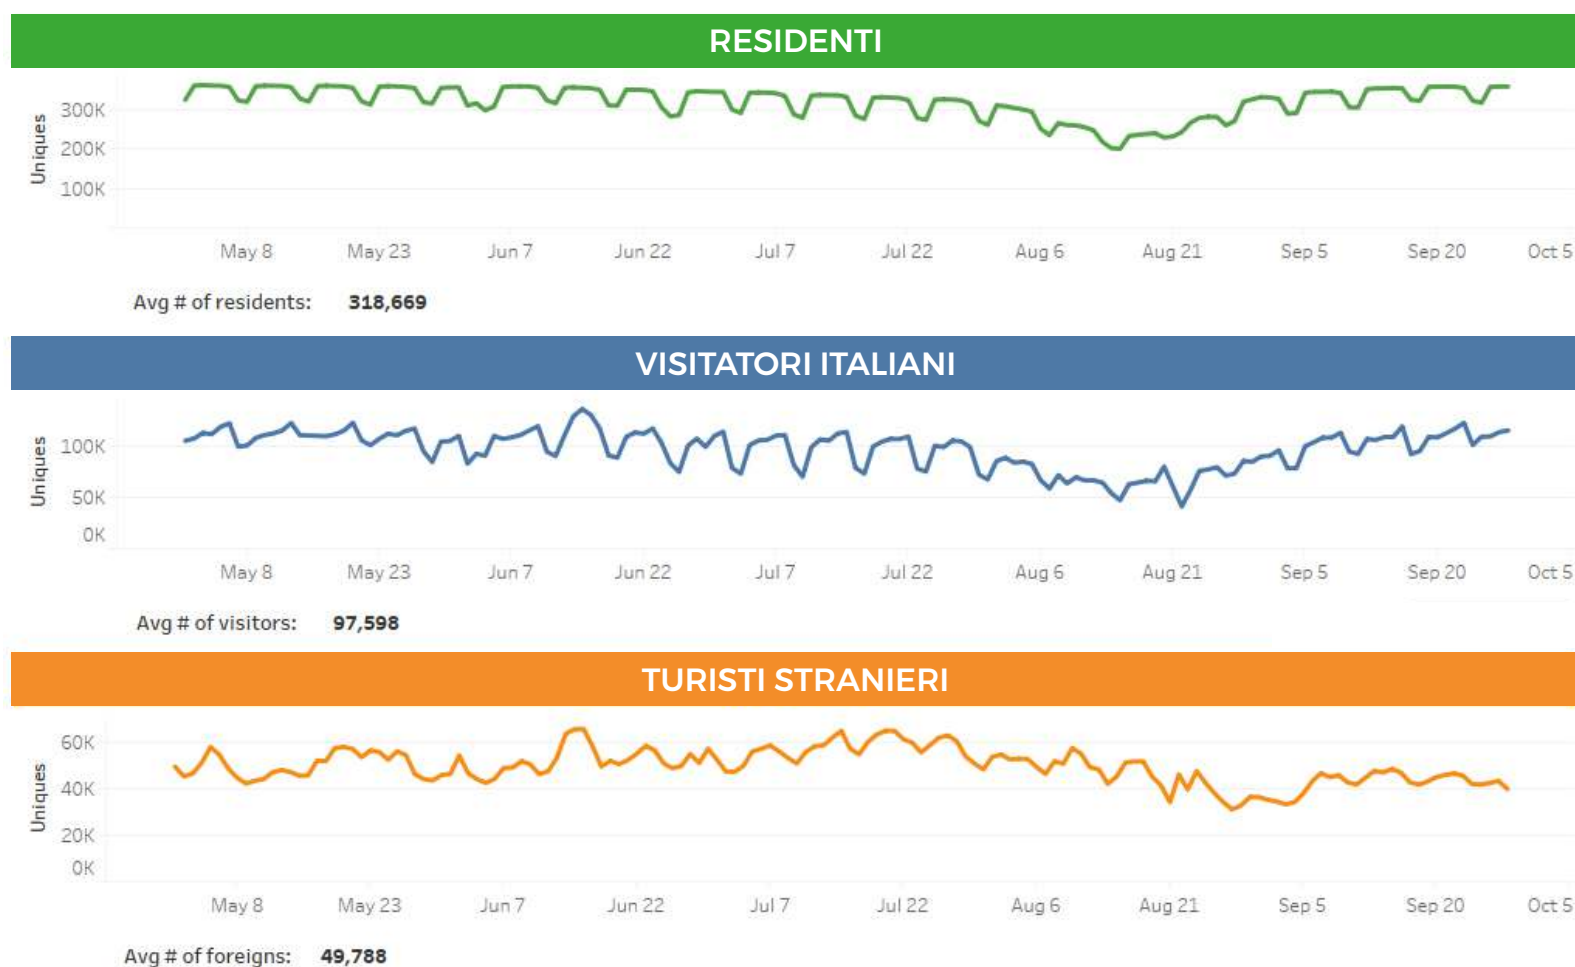 RESIDENTI
Uniques
300K
200K
100K
May 8 May 23 Jun 7 Jun 22 Jul 7 Jul 22 Aug 6 Aug 21 Sep 5 Sep 20 Oct 5
Avg # of residents: 318,669
VISITATORI ITALIANI
Uniques
100K
50K
0K
May 8 May 23 Jun 7 Jun 22 Jul 7 Jul 22 Aug 6 Aug 21 Sep 5 Sep 20 Oct 5
Avg # of visitors: 97,598
TURISTI STRANIERI
Uniques
60K
40K
20K
0K
May 8 May 23 Jun 7 Jun 22 Jul 7 Jul 22 Aug 6 Aug 21 Sep 5 Sep 20 Oct 5
Avg # of foreigns: 49,788